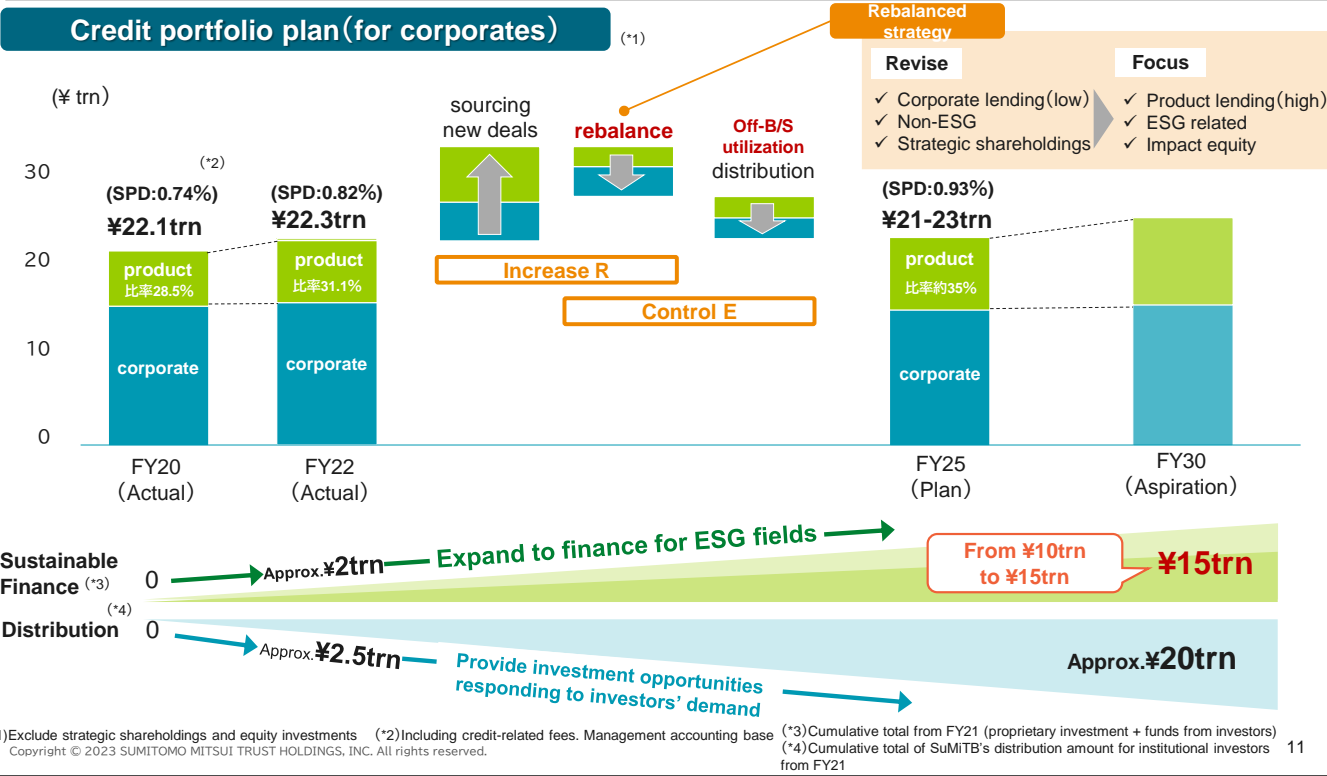 Credit portfolio plan（for corporates） （*1）
Rebalanced
strategy
Revise
✓ Corporate lending（low）
✓ Non-ESG
✓ Strategic shareholdings
Focus
✓ Product lending（high）
✓ ESG related
✓ Impact equity
(¥ trn）
30
20
10
0
（*2）
(SPD:0.74%)
¥22.1trn
product
比率28.5%
corporate
FY20
（Actual）
(SPD:0.82%)
¥22.3trn
product
比率31.1%
corporate
FY22
（Actual）
sourcing
new deals
rebalance
Off-B/S
utilization
distribution
Increase R
Control E
(SPD:0.93%)
¥21-23trn
product
比率約35%
corporate
FY25
（Plan）
FY30
（Aspiration）
Sustainable
Finance （*3）
0
Approx.¥2trn
Expand to finance for ESG fields
From ¥10trn
to ¥15trn
¥15trn
（*4）
Distribution
0
Approx.¥2.5trn
Provide investment opportunities
responding to investors’ demand
Approx.¥20trn
)Exclude strategic shareholdings and equity investments （*2）Including credit-related fees. Management accounting base
（*3）Cumulative total from FY21 (proprietary investment + funds from investors)
（*4）Cumulative total of SuMiTB’s distribution amount for institutional investors
from FY21
Copyright © 2023 SUMITOMO MITSUI TRUST HOLDINGS, INC. All rights reserved.
11